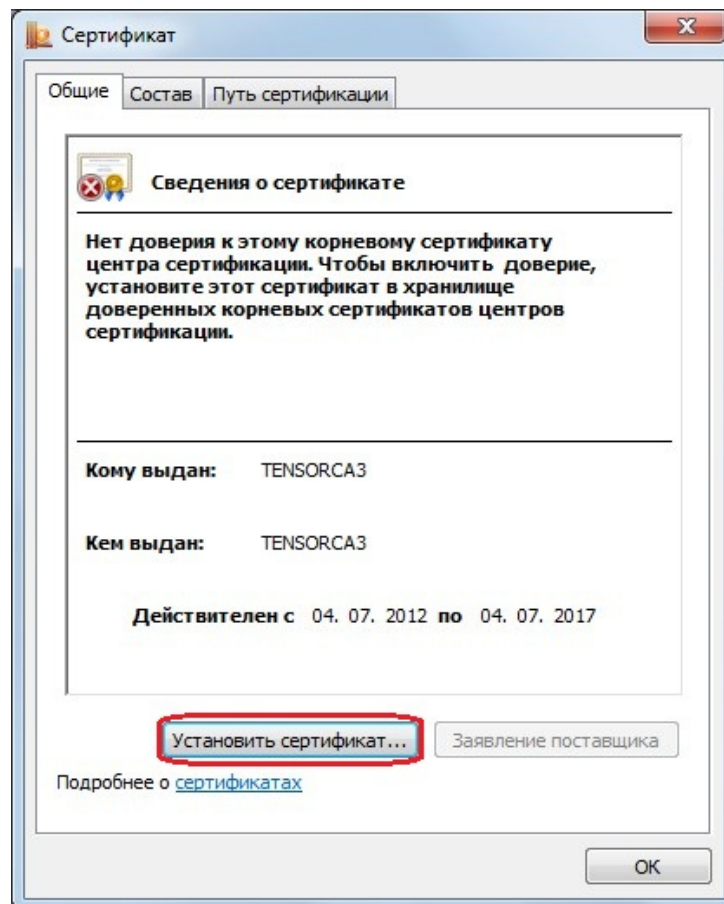 Сертификат
Общие Состав Путь сертификации
Сведения о сертификате
Нет доверия к этому корневому сертификату
центра сертификации. Чтобы включить доверие,
установите этот сертификат в хранилище
доверенных корневых сертификатов центров
сертификации.
Кому выдан: TENSORCA3
Кем выдан: TENSORCA3
Действителен с 04. 07. 2012 по 04. 07. 2017
Установить сертификат... Заявление поставщика
Подробнее о сертификатах
ОК